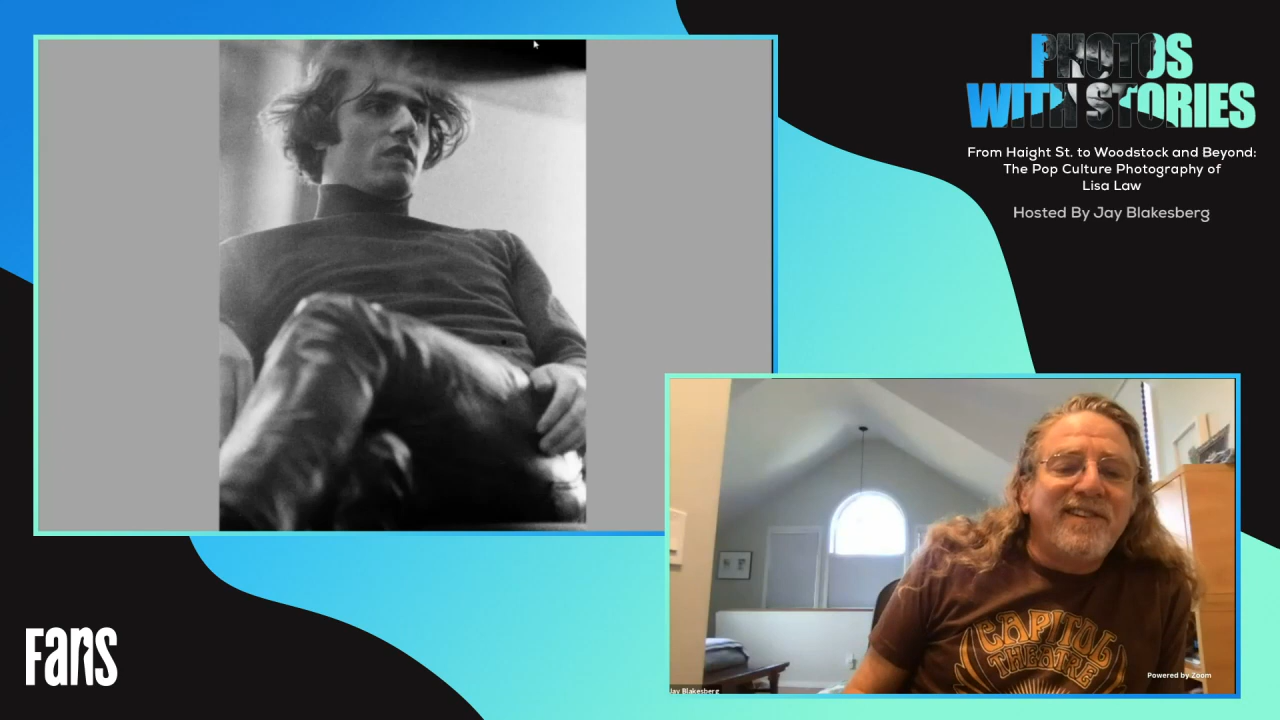 PHOTOS
WITH STORIES
From Haight St. to Woodstock and Beyond:
The Pop Culture Photography of
Lisa Law
Hosted By Jay Blakesberg
CAPITOL
THEATRE
Powered by Zoom
Jay Blakesberg
Fans